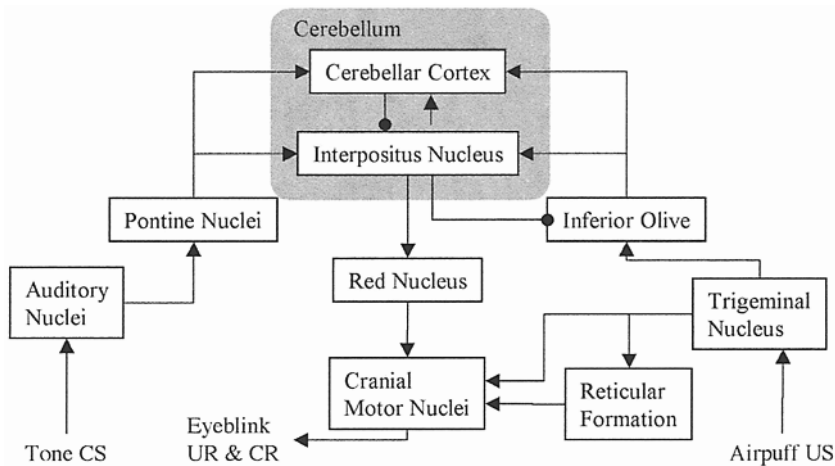 Cerebellum
Cerebellar Cortex
Interpositus Nucleus
Pontine Nuclei
Inferior Olive
Auditory
Nuclei
Red Nucleus
Trigeminal
Nucleus
Cranial
Motor Nuclei
Reticular
Formation
Tone CS
Eyeblink
UR & CR
Airpuff US